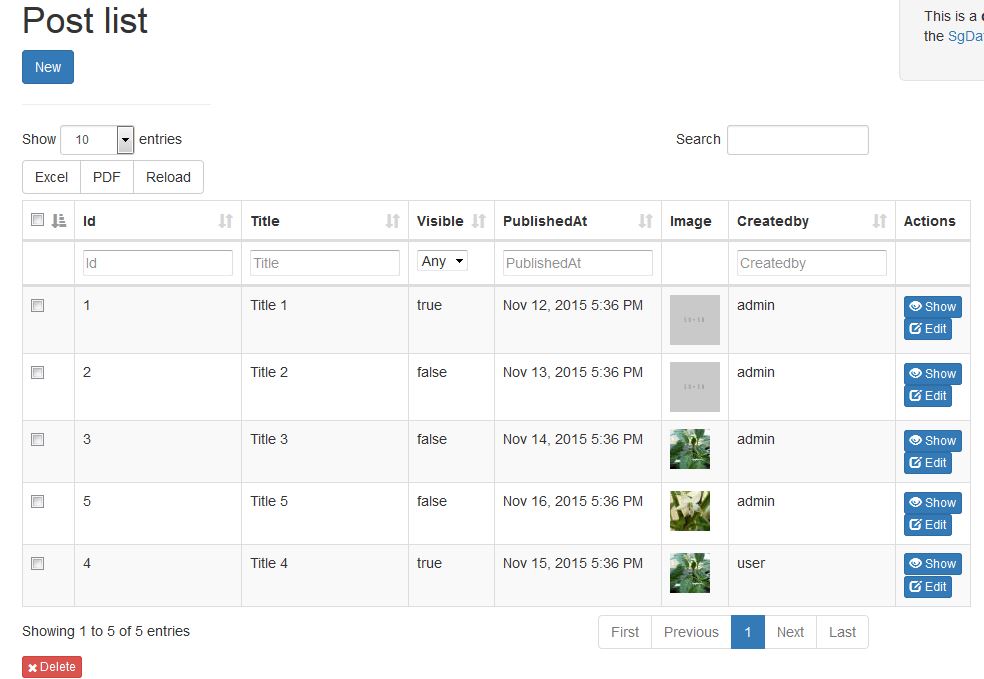 Post list
This is a
the SgDa
New
Show 10 entries
Search
Excel PDF Reload
Id Title Visible PublishedAt Image Createdby Actions
Id Title Any PublishedAt Createdby
1 Title 1 true Nov 12, 2015 5:36 PM admin Show
Edit
2 Title 2 false Nov 13, 2015 5:36 PM admin Show
Edit
3 Title 3 false Nov 14, 2015 5:36 PM admin Show
Edit
5 Title 5 false Nov 16, 2015 5:36 PM admin Show
Edit
4 Title 4 true Nov 15, 2015 5:36 PM user Show
Edit
Showing 1 to 5 of 5 entries
First Previous 1 Next Last
Delete